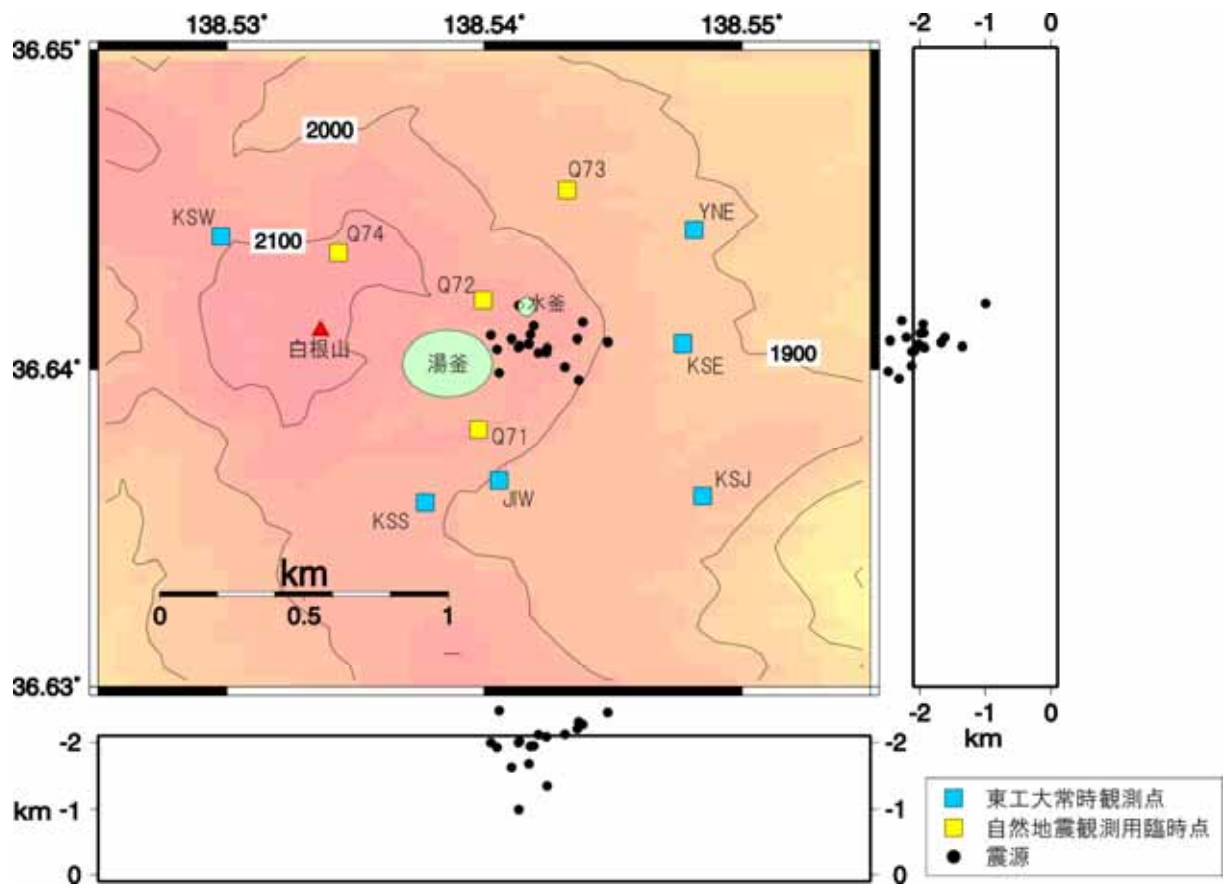 138.53° 138.54° 138.55°
-2 -1 0
36.65°
2000
Q73
KSW
YNE
2100
Q74
Q72
水釜
白根山
湯釜
KSE
1900
36.64°
Q71
KSJ
JIW
KSS
km
0 0.5 1
36.63°
-2 -1 0
km
-2
-2
km -1
-1
0
0
東工大常時観測点
自然地震観測用臨時点
震源